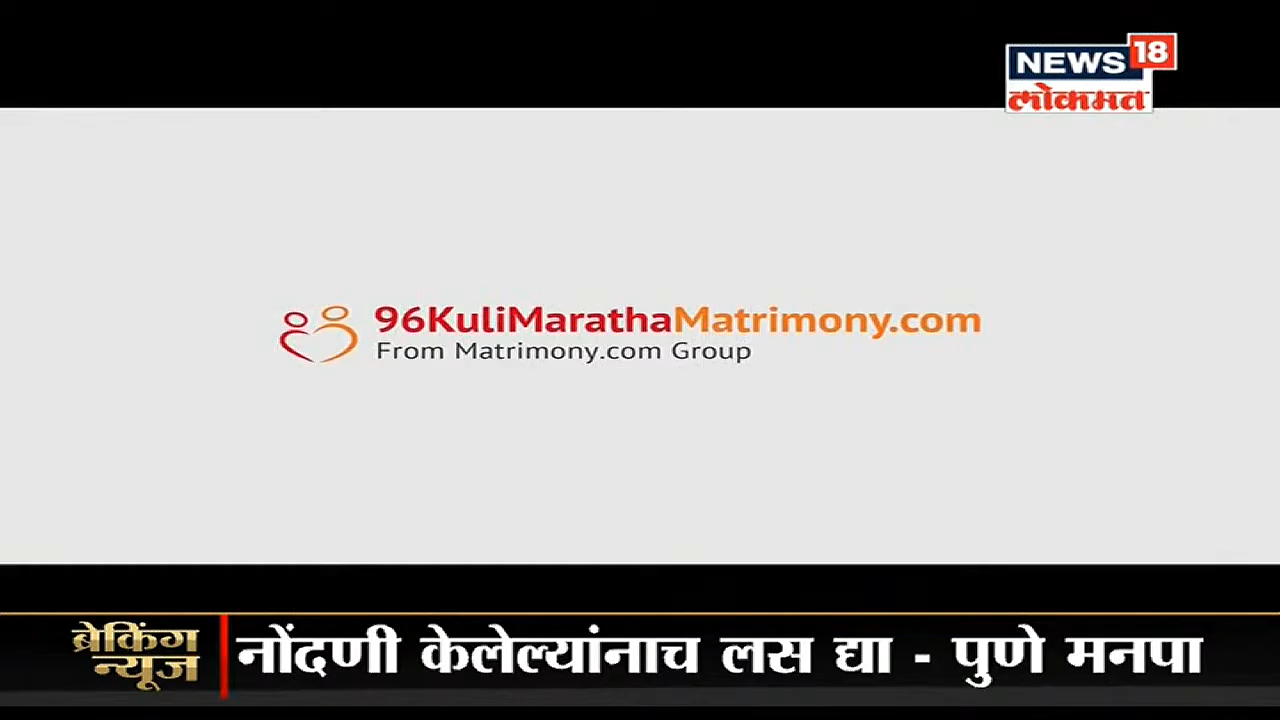 NEWS 18
लोकमत
96KuliMarathaMatrimony.com
From Matrimony.com Group
ब्रेकिंग
न्यूज
नोंदणी केलेल्यांनाच लस द्या - पुणे मनपा